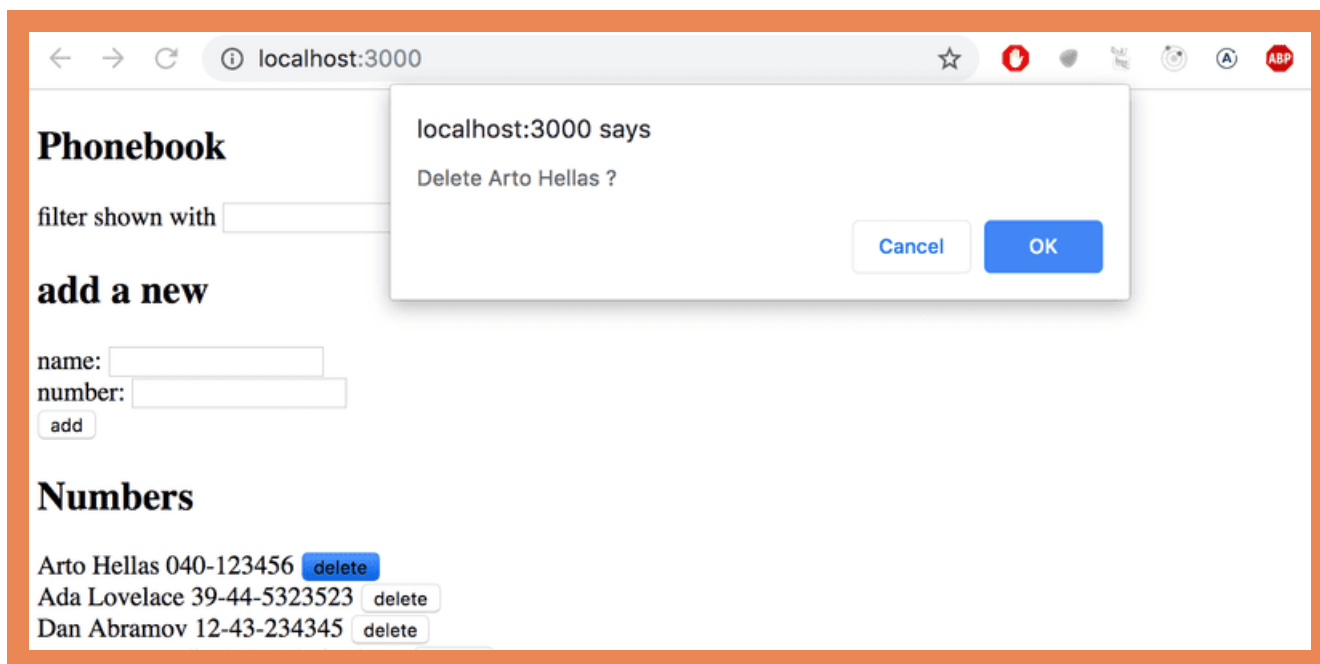 localhost:3000
ABP
localhost:3000 says
Delete Arto Hellas ?
Cancel OK
Phonebook
filter shown with
add a new
name:
number:
add
Numbers
Arto Hellas 040-123456 delete
Ada Lovelace 39-44-5323523 delete
Dan Abramov 12-43-234345 delete